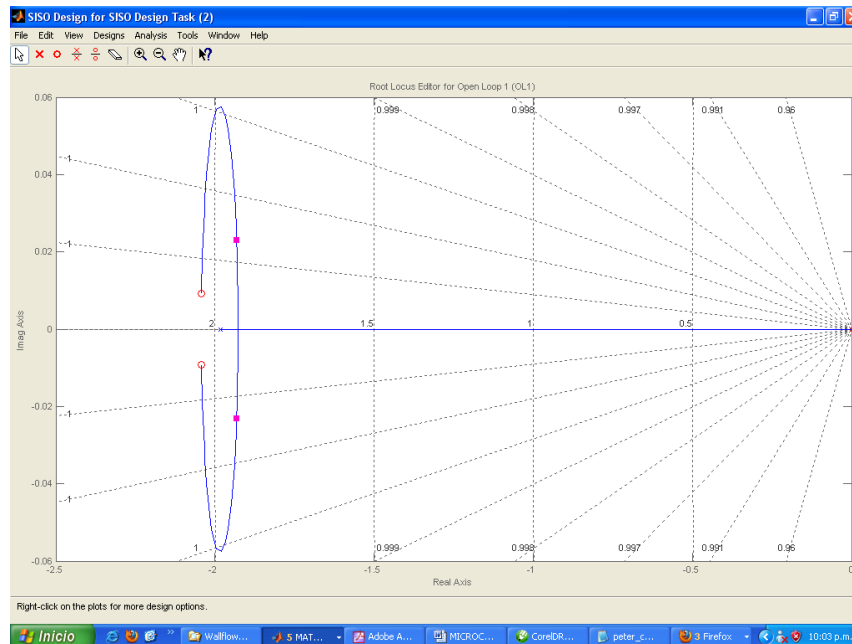 SISO Design for SISO Design Task (2)
File Edit View Designs Analysis Tools Window Help
Root Locus Editor for Open Loop 1 (OL1)
0.06
1 0.999 0.998 0.997 0.991 0.96
1
0.04
1
0.02
Imag Axis
0 2 1.5 1 0.5
-0.02 1
-0.04
1
1 0.999 0.998 0.997 0.991 0.96
-0.06
-2.5 -2 -1.5 -1 -0.5 0
Real Axis
Right-click on the plots for more design options.
Inicio » Wallflow... 5 MAT... Adobe A... MICROC... CorelDR... peter_c... 3 Firefox 10:03 p.m.